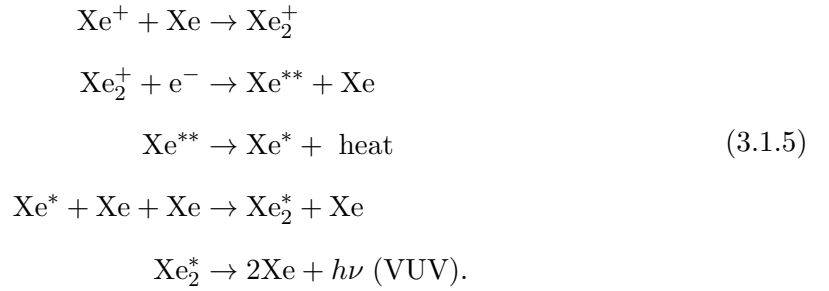 Xe⁺ + Xe → Xe₂⁺
Xe₂⁺ + e⁻ → Xe** + Xe
Xe** → Xe* + heat (3.1.5)
Xe* + Xe + Xe → Xe₂* + Xe
Xe₂* → 2Xe + hν (VUV).